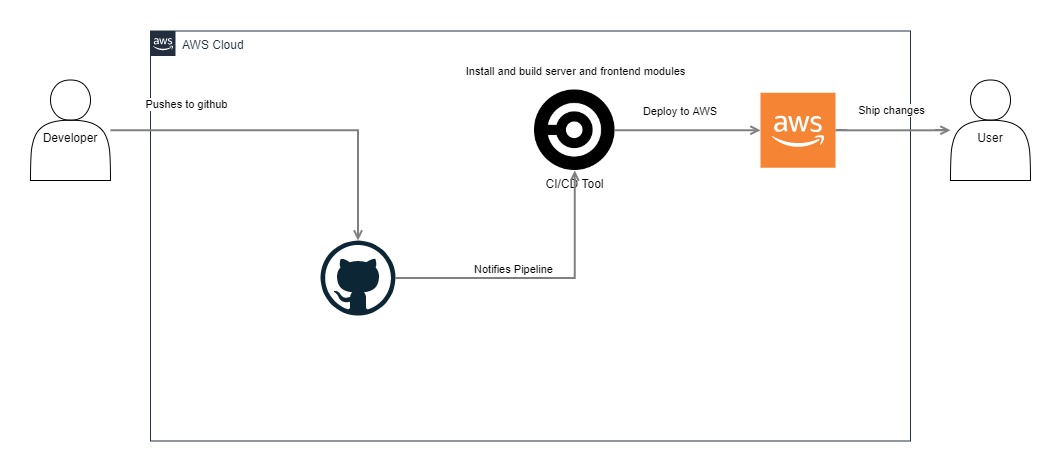 aws
AWS Cloud
Install and build server and frontend modules
Pushes to github
Deploy to AWS
Ship changes
aws
Developer
User
CI/CD Tool
Notifies Pipeline